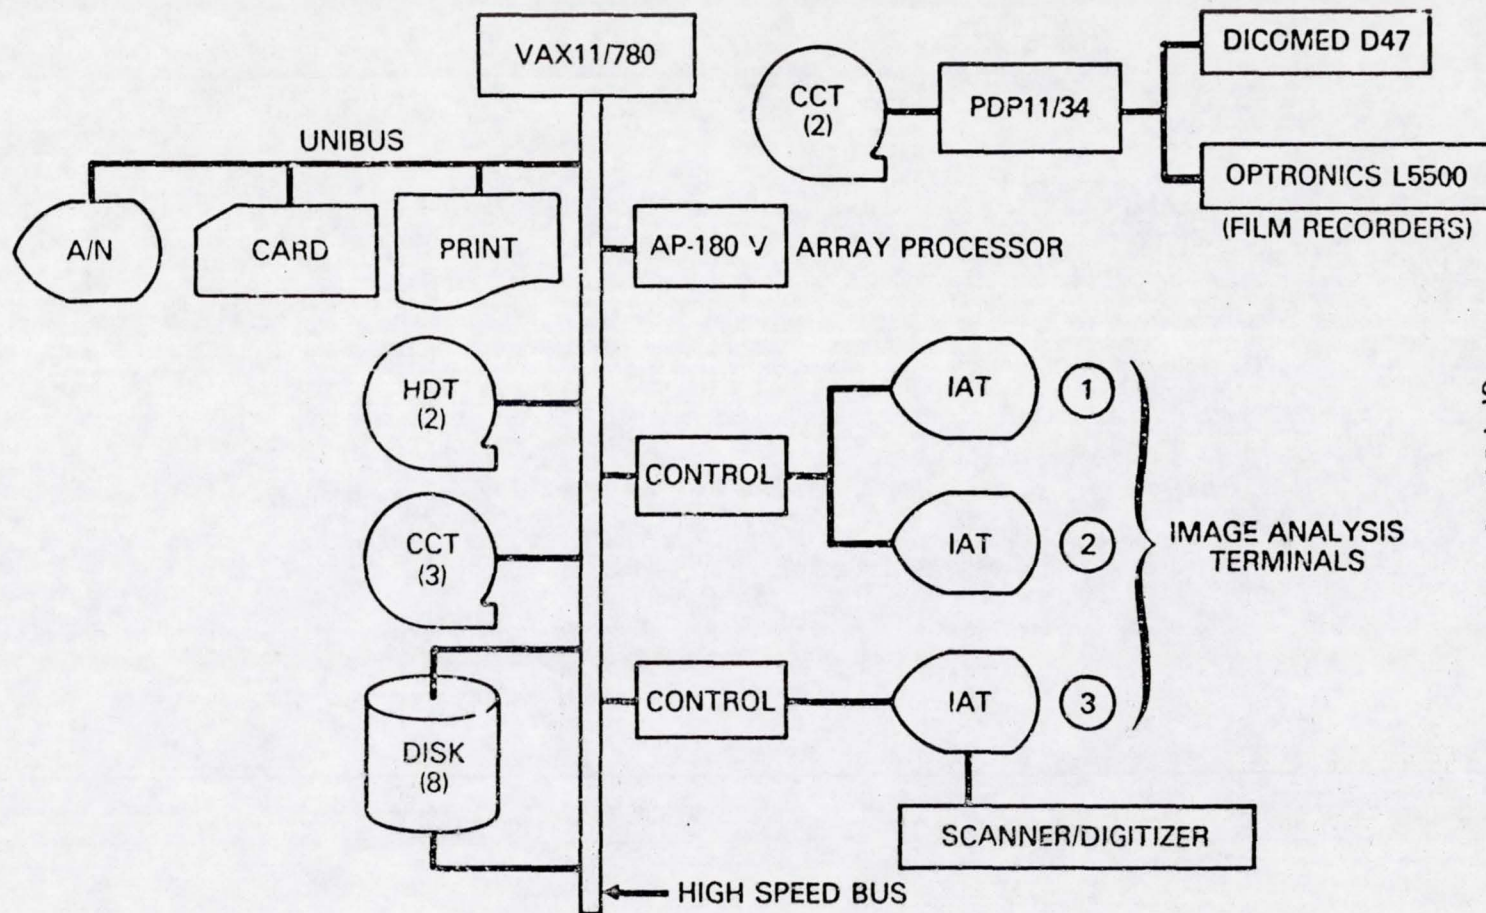 VAX11/780
UNIBUS
A/N
CARD
PRINT
CCT
(2)
PDP11/34
DICOMED D47
OPTRONICS L5500
(FILM RECORDERS)
AP-180 V
ARRAY PROCESSOR
HDT
(2)
CCT
(3)
DISK
(8)
CONTROL
IAT
1
IAT
2
IMAGE ANALYSIS
TERMINALS
CONTROL
IAT
3
SCANNER/DIGITIZER
HIGH SPEED BUS